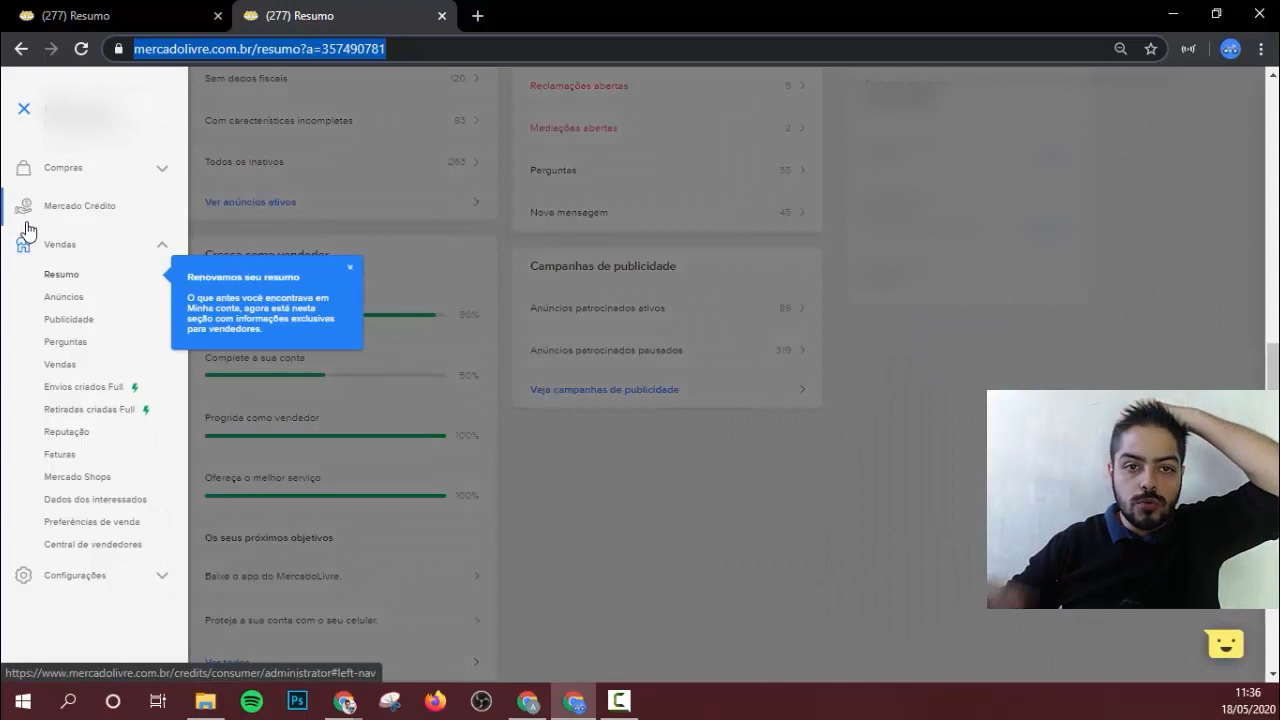 (277) Resumo
(277) Resumo
mercadolivre.com.br/resumo?a=357490781
Compras
Mercado Crédito
Vendas
Resumo
Anúncios
Publicidade
Perguntas
Vendas
Envios criados Full
Retiradas criadas Full
Reputação
Faturas
Mercado Shops
Dados dos interessados
Preferências de venda
Central de vendedores
Configurações
Renovamos seu resumo
O que antes você encontrava em
Minha conta, agora está nesta
seção com informações exclusivas
para vendedores.
Sem dados fiscais 120
Com características incompletas 83
Todos os inativos 263
Ver anúncios ativos
Cresça como vendedor
Complete a sua conta
50%
Progrida como vendedor
100%
Ofereça o melhor serviço
100%
Os seus próximos objetivos
Baixe o app do MercadoLivre.
Proteja a sua conta com o seu celular.
Ver todos
Reclamações abertas 5
Mediações abertas 2
Perguntas 33
Nova mensagem 45
Campanhas de publicidade
Anúncios patrocinados ativos 89
Anúncios patrocinados pausados 319
Veja campanhas de publicidade
https://www.mercadolivre.com.br/credits/consumer/administrator#left-nav
11:36
18/05/2020